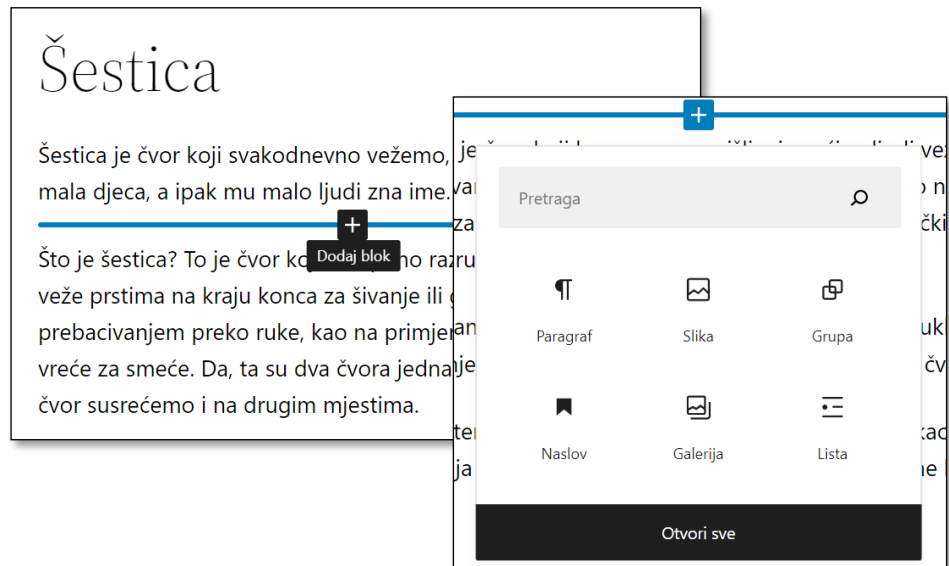 Šestica
Šestica je čvor koji svakodnevno vežemo,
mala djeca, a ipak mu malo ljudi zna ime.
Dodaj blok
Što je šestica? To je čvor
veže prstima na kraju konca za šivanje ili
prebacivanjem preko ruke, kao na
vreće za smeće. Da, ta su dva čvora
čvor susrećemo i na drugim mjestima.
Pretraga
Paragraf
Slika
Grupa
Naslov
Galerija
Lista
Otvori sve